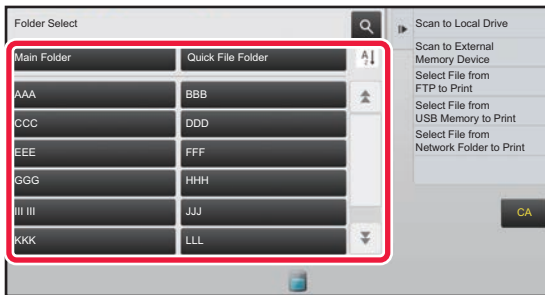 Folder Select
Main Folder
Quick File Folder
AAA
BBB
CCC
DDD
EEE
FFF
GGG
HHH
III III
JJJ
KKK
LLL
A
Z
Scan to Local Drive
Scan to External
Memory Device
Select File from
FTP to Print
Select File from
USB Memory to Print
Select File from
Network Folder to Print
CA